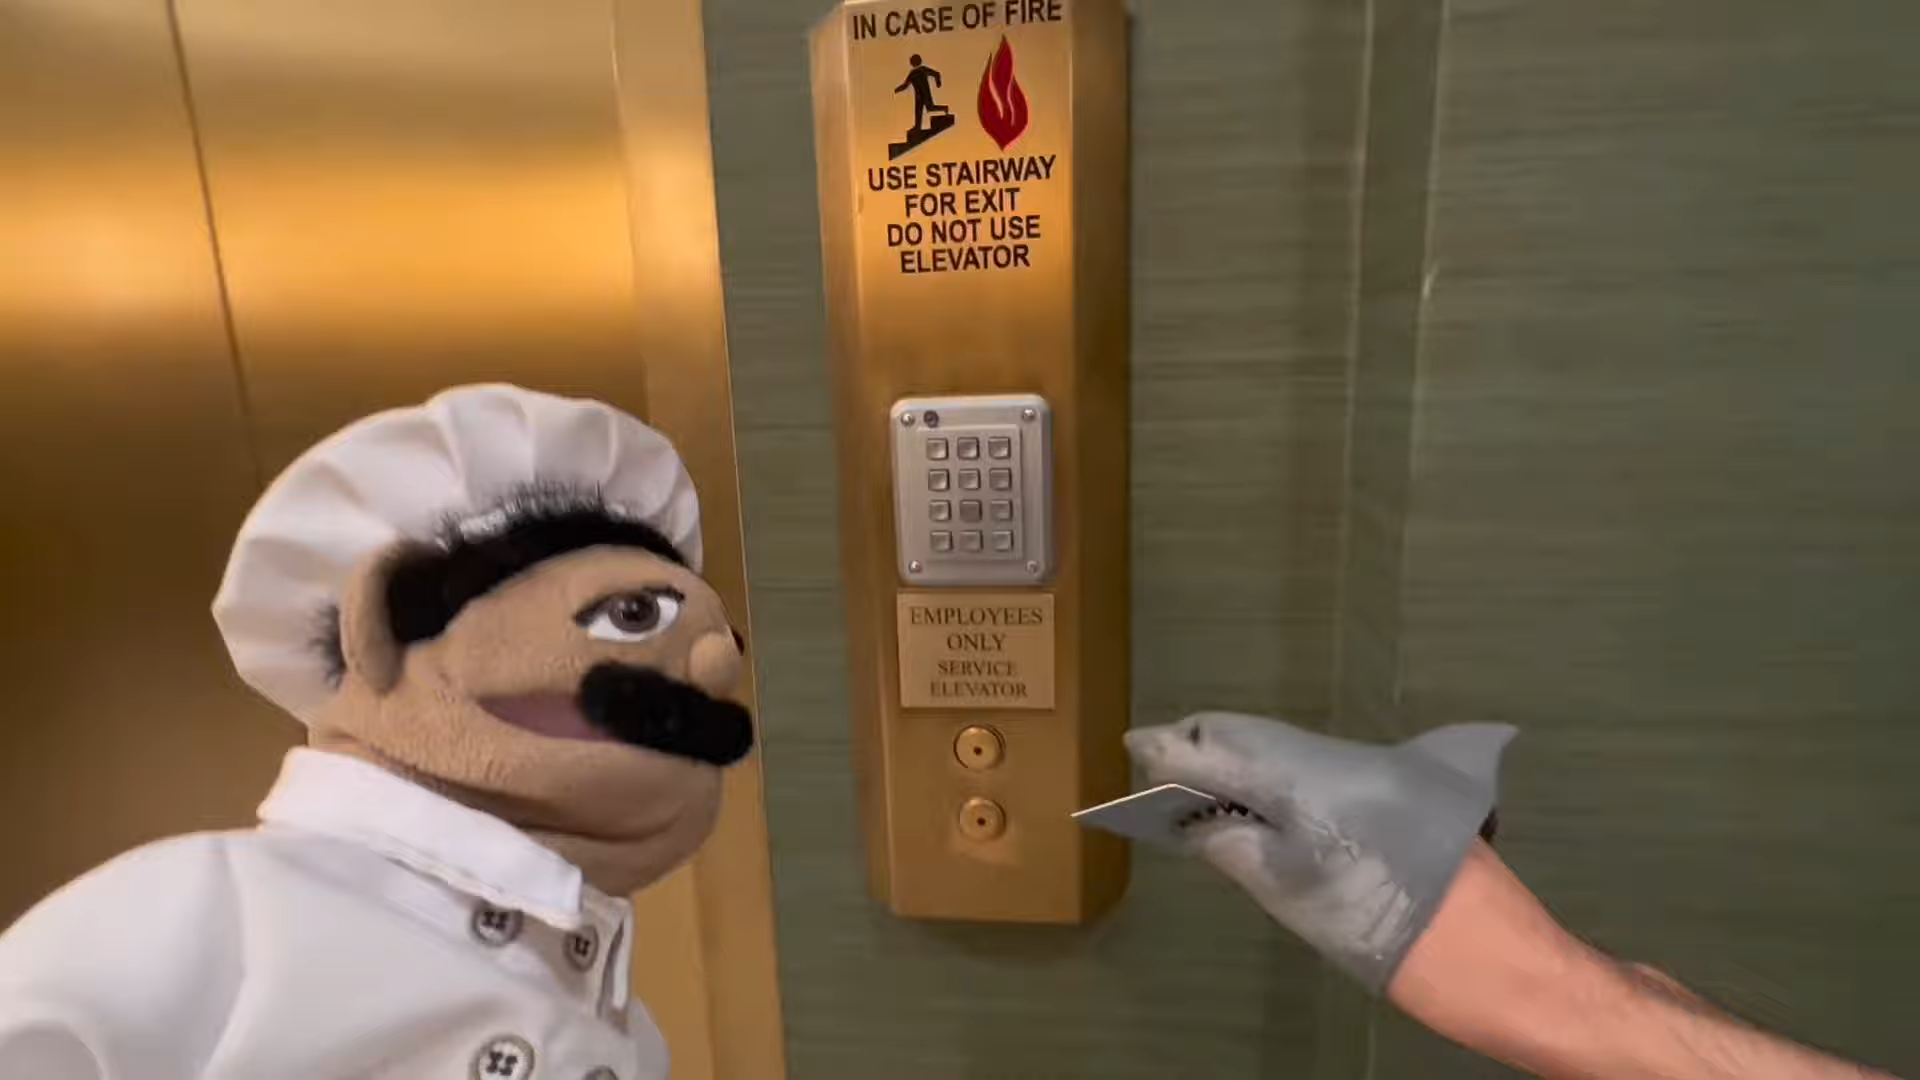 IN CASE OF FIRE
USE STAIRWAY
FOR EXIT
DO NOT USE
ELEVATOR
EMPLOYEES
ONLY
SERVICE
ELEVATOR